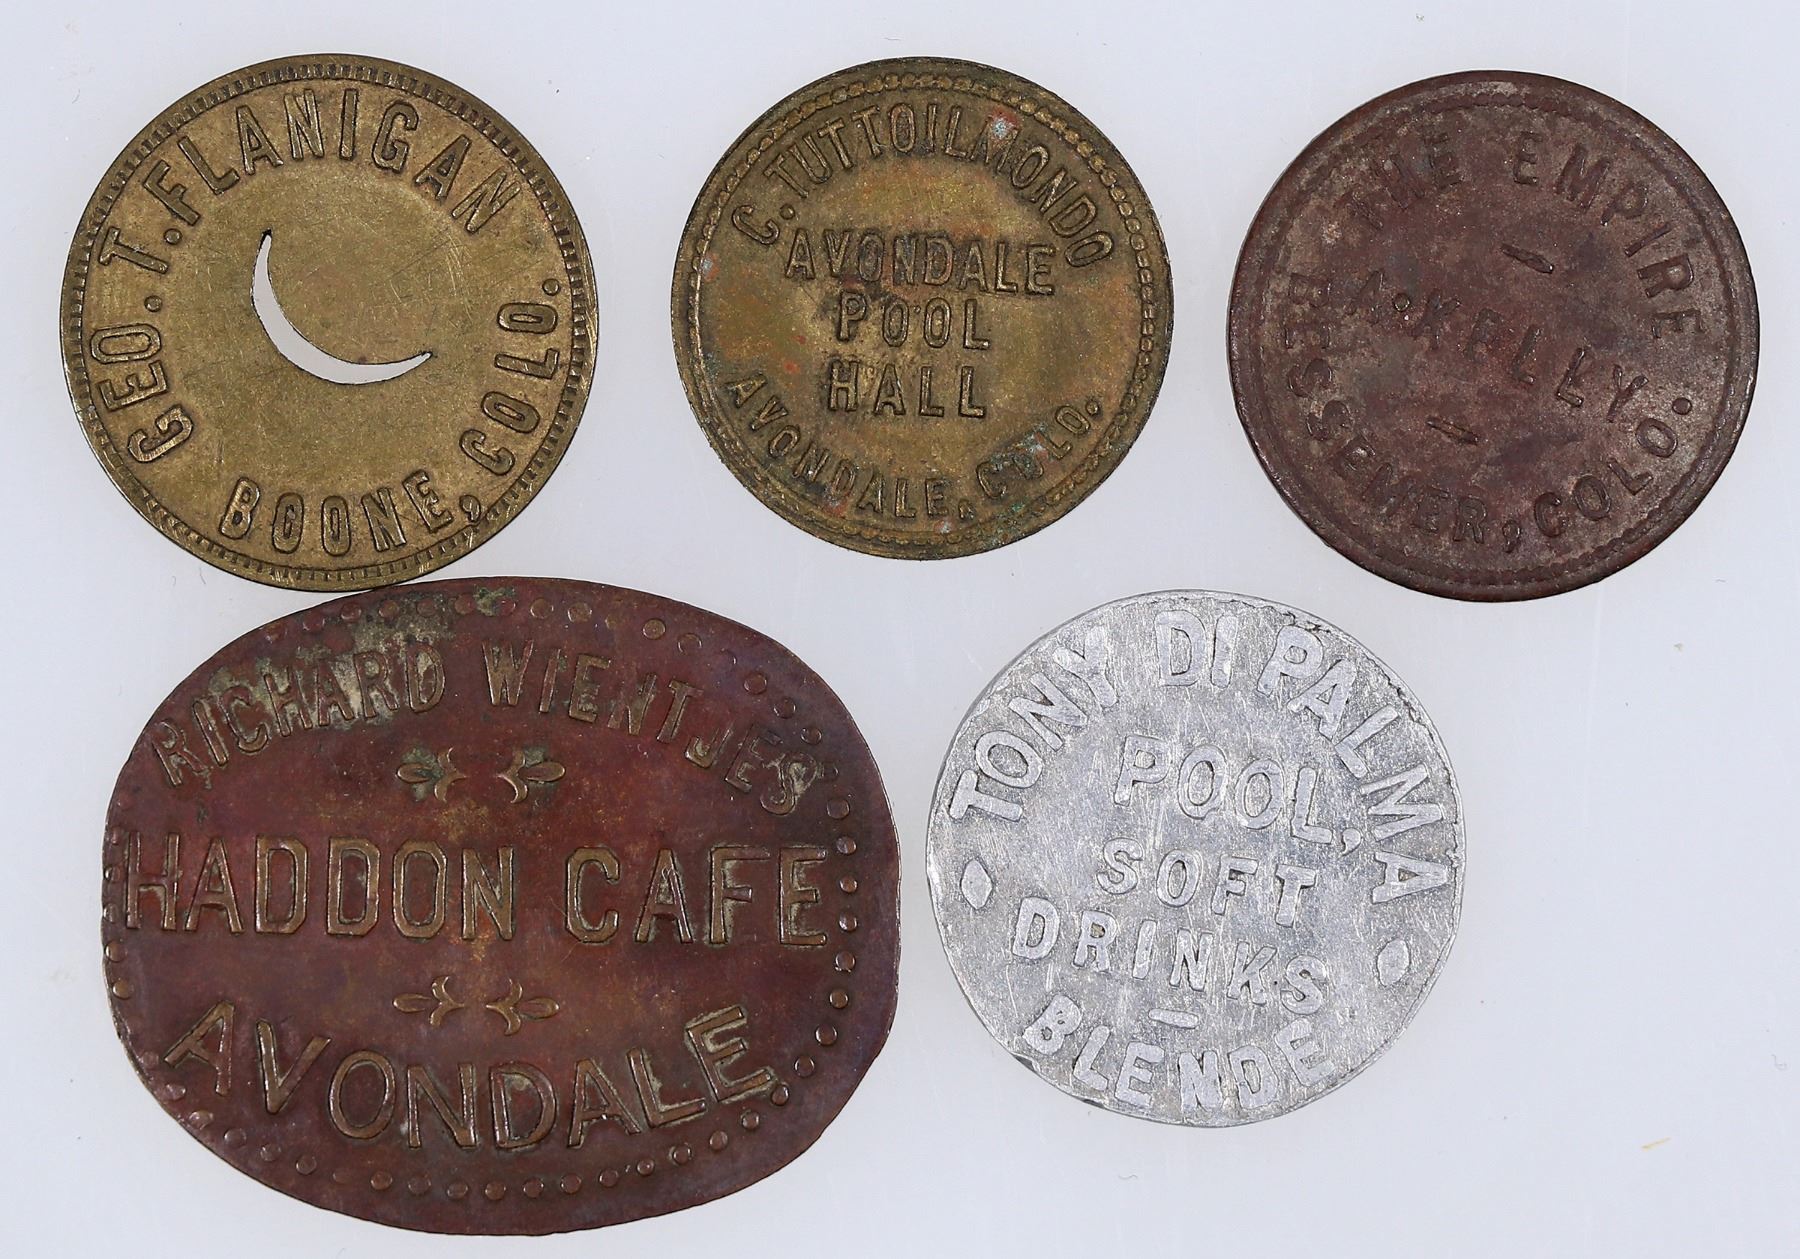 GEO. T. FLANIGAN
BOONE, COLO.
C. TUTTOILMONDO
AVONDALE
POOL
HALL
AVONDALE, COLO.
THE EMPIRE
A. KELLY
BESSEMER, COLO.
RICHARD WIENTJES
HADDON CAFE
AVONDALE
TONY DI PALMA
POOL,
SOFT
DRINKS
BLENDE